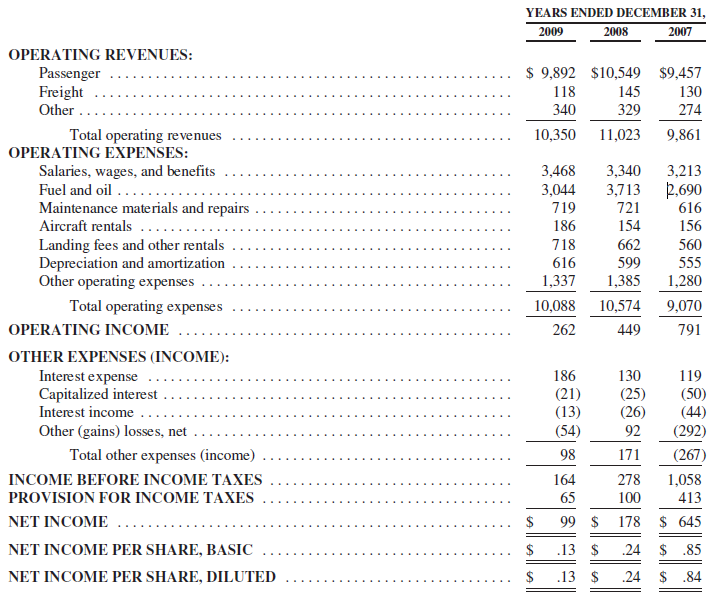 YEARS ENDED DECEMBER 31,
2009 2008 2007
OPERATING REVENUES:
Passenger $ 9,892 $10,549 $9,457
Freight 118 145 130
Other 340 329 274
Total operating revenues 10,350 11,023 9,861
OPERATING EXPENSES:
Salaries, wages, and benefits 3,468 3,340 3,213
Fuel and oil 3,044 3,713 2,690
Maintenance materials and repairs 719 721 616
Aircraft rentals 186 154 156
Landing fees and other rentals 718 662 560
Depreciation and amortization 616 599 555
Other operating expenses 1,337 1,385 1,280
Total operating expenses 10,088 10,574 9,070
OPERATING INCOME 262 449 791
OTHER EXPENSES (INCOME):
Interest expense 186 130 119
Capitalized interest (21) (25) (50)
Interest income (13) (26) (44)
Other (gains) losses, net (54) 92 (292)
Total other expenses (income) 98 171 (267)
INCOME BEFORE INCOME TAXES 164 278 1,058
PROVISION FOR INCOME TAXES 65 100 413
NET INCOME $ 99 $ 178 $ 645
NET INCOME PER SHARE, BASIC $ .13 $ .24 $ .85
NET INCOME PER SHARE, DILUTED $ .13 $ .24 $ .84